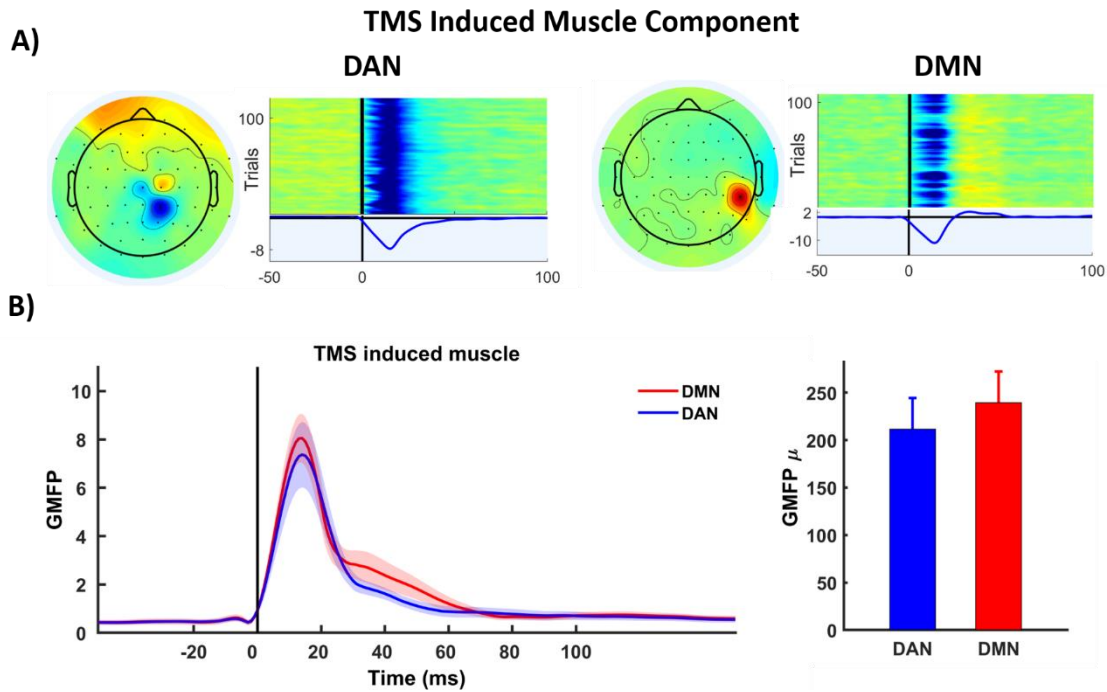 TMS Induced Muscle Component
A)
DAN
DMN
100
Trials
-8
-50
0
100
100
Trials
2
-10
-50
0
100
B)
TMS induced muscle
10
8
6
4
2
0
GMFP
-20
0
20
40
60
80
100
Time (ms)
DMN
DAN
250
200
150
100
50
0
GMFP μ
DAN
DMN